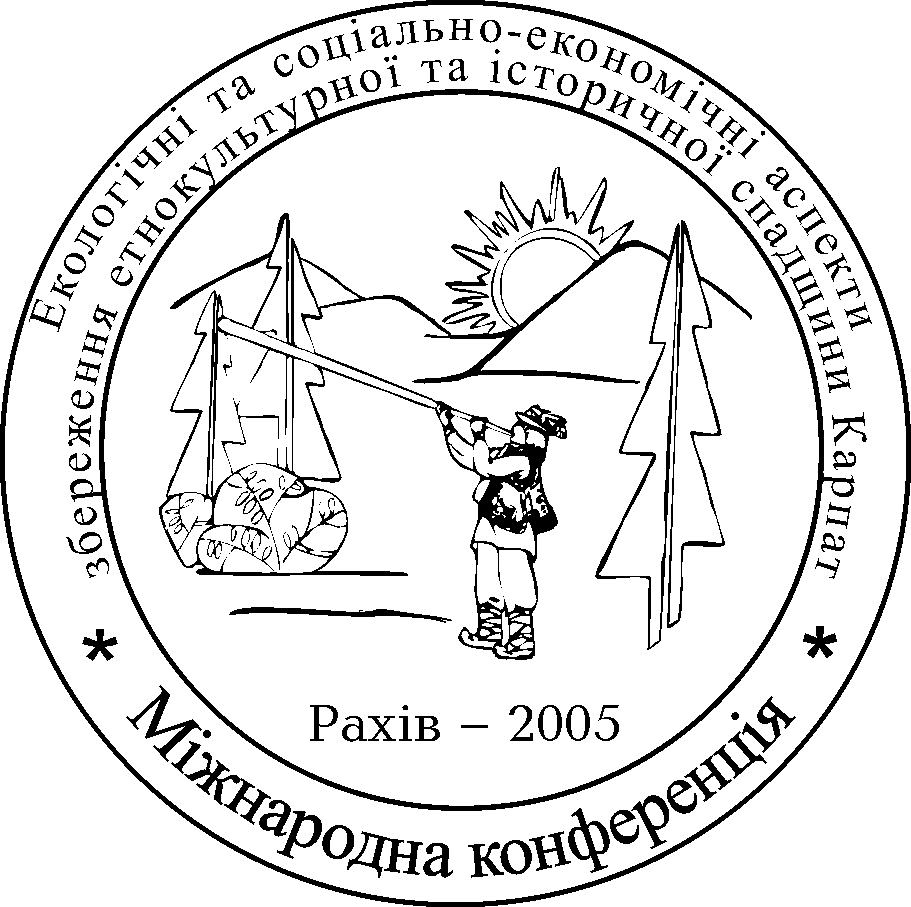 Екологічні та соціально-економічні аспекти
збереження етнокультурної та історичної спадщини Карпат
Рахів – 2005
* Міжнародна конференція *